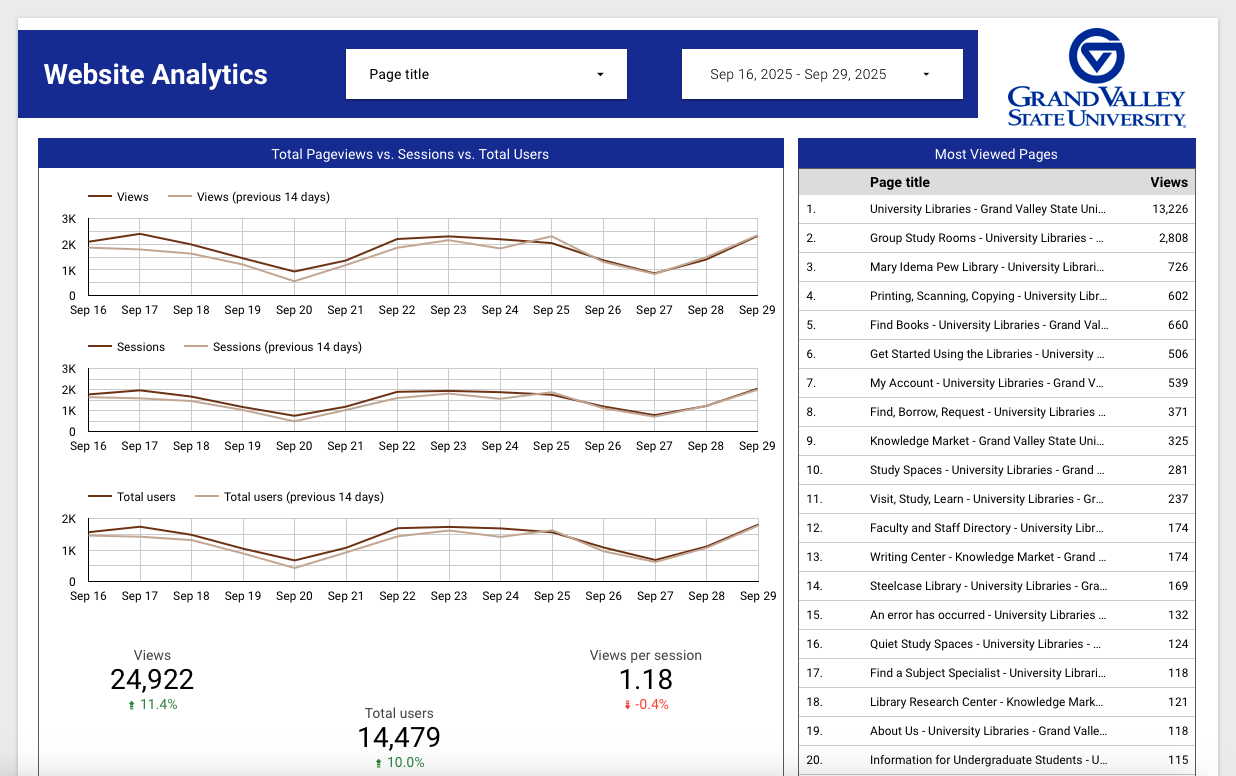 Website Analytics
Page title
Sep 16, 2025 - Sep 29, 2025
GRAND VALLEY
STATE UNIVERSITY
Total Pageviews vs. Sessions vs. Total Users
Views Views (previous 14 days)
3K
2K
1K
0
Sep 16 Sep 17 Sep 18 Sep 19 Sep 20 Sep 21 Sep 22 Sep 23 Sep 24 Sep 25 Sep 26 Sep 27 Sep 28 Sep 29
Sessions Sessions (previous 14 days)
3K
2K
1K
0
Sep 16 Sep 17 Sep 18 Sep 19 Sep 20 Sep 21 Sep 22 Sep 23 Sep 24 Sep 25 Sep 26 Sep 27 Sep 28 Sep 29
Total users Total users (previous 14 days)
2K
1K
0
Sep 16 Sep 17 Sep 18 Sep 19 Sep 20 Sep 21 Sep 22 Sep 23 Sep 24 Sep 25 Sep 26 Sep 27 Sep 28 Sep 29
Views
24,922
11.4%
Total users
14,479
10.0%
Views per session
1.18
-0.4%
Most Viewed Pages
Page title Views
1. University Libraries - Grand Valley State Uni... 13,226
2. Group Study Rooms - University Libraries - ... 2,808
3. Mary Idema Pew Library - University Librari... 726
4. Printing, Scanning, Copying - University Libr... 602
5. Find Books - University Libraries - Grand Val... 660
6. Get Started Using the Libraries - University ... 506
7. My Account - University Libraries - Grand V... 539
8. Find, Borrow, Request - University Libraries ... 371
9. Knowledge Market - Grand Valley State Uni... 325
10. Study Spaces - University Libraries - Grand ... 281
11. Visit, Study, Learn - University Libraries - Gr... 237
12. Faculty and Staff Directory - University Libr... 174
13. Writing Center - Knowledge Market - Grand ... 174
14. Steelcase Library - University Libraries - Gra... 169
15. An error has occurred - University Libraries ... 132
16. Quiet Study Spaces - University Libraries - ... 124
17. Find a Subject Specialist - University Librari... 118
18. Library Research Center - Knowledge Mark... 121
19. About Us - University Libraries - Grand Valle... 118
20. Information for Undergraduate Students - U... 115